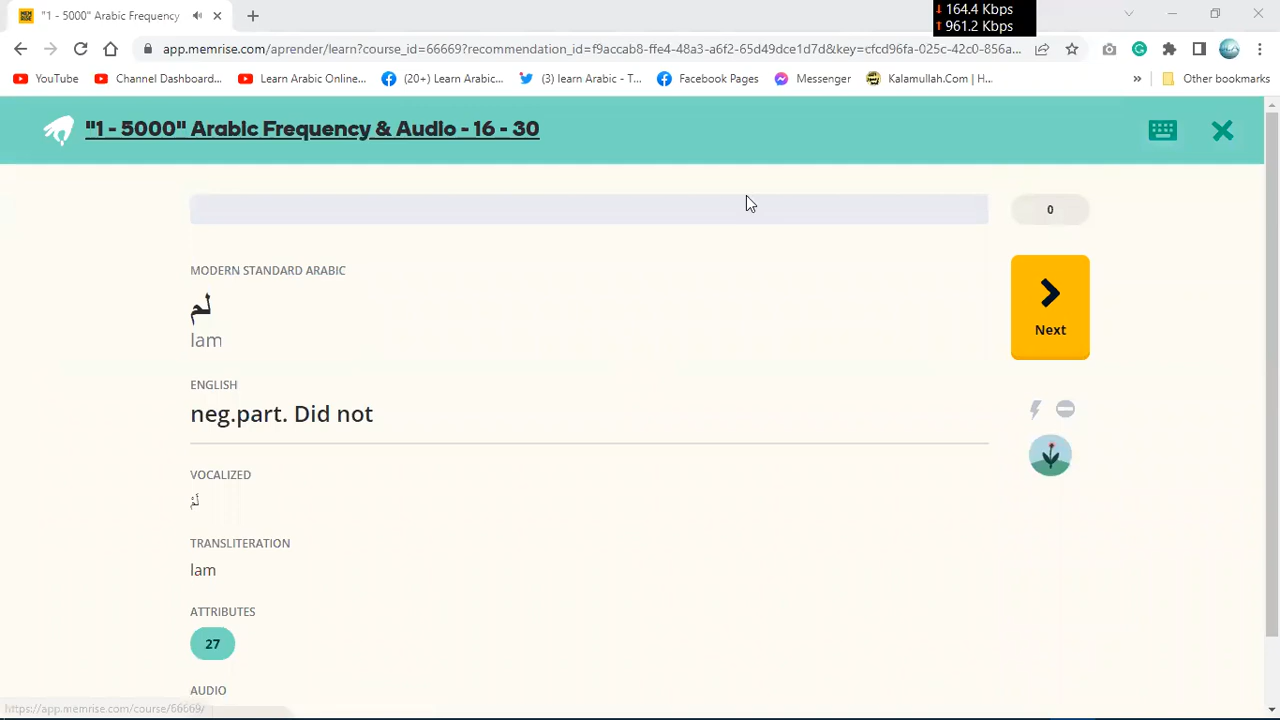 "1 - 5000" Arabic Frequency
164.4 Kbps
961.2 Kbps
app.memrise.com/aprender/learn?course_id=66669?recommendation_id=f9accab8-ffe4-48a3-a6f2-65d49dce1d7d&key=cfcd96fa-025c-42c0-856a...
YouTube
Channel Dashboard...
Learn Arabic Online...
(20+) Learn Arabic...
(3) learn Arabic - T...
Facebook Pages
Messenger
Kalamullah.Com | H...
»
Other bookmarks
"1 - 5000" Arabic Frequency & Audio - 16 - 30
0
MODERN STANDARD ARABIC
لم
lam
Next
ENGLISH
neg.part. Did not
VOCALIZED
لَمْ
TRANSLITERATION
lam
ATTRIBUTES
27
AUDIO
https://app.memrise.com/course/66669/